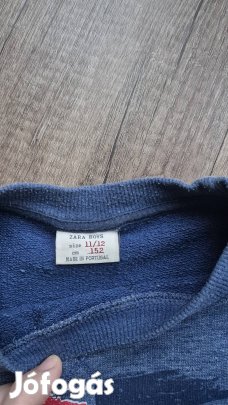 ZARA BOYS
size 11/12
cm 152
MADE IN PORTUGAL
Jófogás